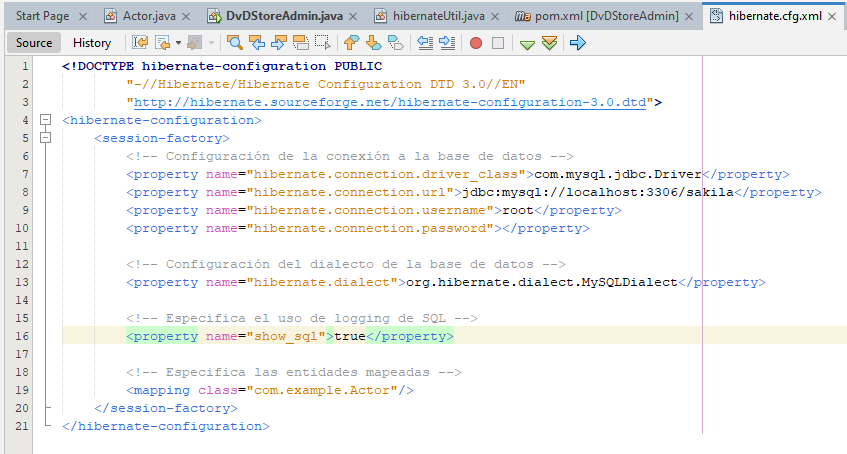 Start Page Actor.java DvDStoreAdmin.java hibernateUtil.java pom.xml [DvDStoreAdmin] hibernate.cfg.xml
Source History
1 <!DOCTYPE hibernate-configuration PUBLIC
2 "-//Hibernate/Hibernate Configuration DTD 3.0//EN"
3 "http://hibernate.sourceforge.net/hibernate-configuration-3.0.dtd">
4 <hibernate-configuration>
5 <session-factory>
6 <!-- Configuración de la conexión a la base de datos -->
7 <property name="hibernate.connection.driver_class">com.mysql.jdbc.Driver</property>
8 <property name="hibernate.connection.url">jdbc:mysql://localhost:3306/sakila</property>
9 <property name="hibernate.connection.username">root</property>
10 <property name="hibernate.connection.password"></property>
11
12 <!-- Configuración del dialecto de la base de datos -->
13 <property name="hibernate.dialect">org.hibernate.dialect.MySQLDialect</property>
14
15 <!-- Especifica el uso de logging de SQL -->
16 <property name="show_sql">true</property>
17
18 <!-- Especifica las entidades mapeadas -->
19 <mapping class="com.example.Actor"/>
20 </session-factory>
21 </hibernate-configuration>